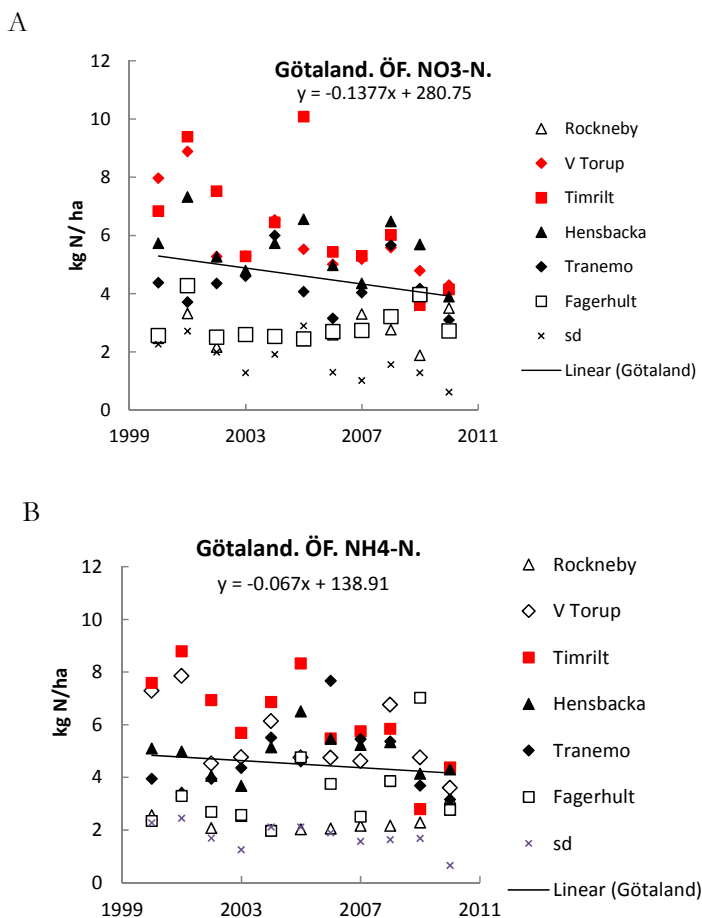 A
Götaland. ÖF. NO3-N.
y = -0.1377x + 280.75
12
10
8
6
4
2
0
kg N/ ha
1999
2003
2007
2011
Rockneby
V Torup
Timrilt
Hensbacka
Tranemo
Fagerhult
sd
Linear (Götaland)
B
Götaland. ÖF. NH4-N.
y = -0.067x + 138.91
12
10
8
6
4
2
0
kg N/ha
1999
2003
2007
2011
Rockneby
V Torup
Timrilt
Hensbacka
Tranemo
Fagerhult
sd
Linear (Götaland)